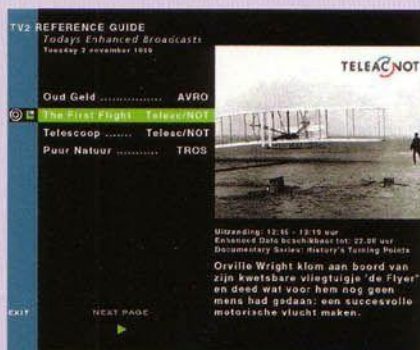 TV2 REFERENCE GUIDE
Todays Enhanced Broadcasts
Tuesday 2 november 1999
TELEAC/NOT
Oud Geld ............... AVRO
The First Flight Teleac/NOT
Telescoop ....... Teleac/NOT
Puur Natuur ........... TROS
Uitzending: 12:45 - 13:15 uur
Enhanced Data beschikbaar tot: 22.00 uur
Documentary Series: History's Turning Points
Orville Wright klom aan boord van
zijn kwetsbare vliegtuigje 'de Flyer'
en deed wat voor hem nog geen
mens had gedaan: een succesvolle
motorische vlucht maken.
EXIT
NEXT PAGE